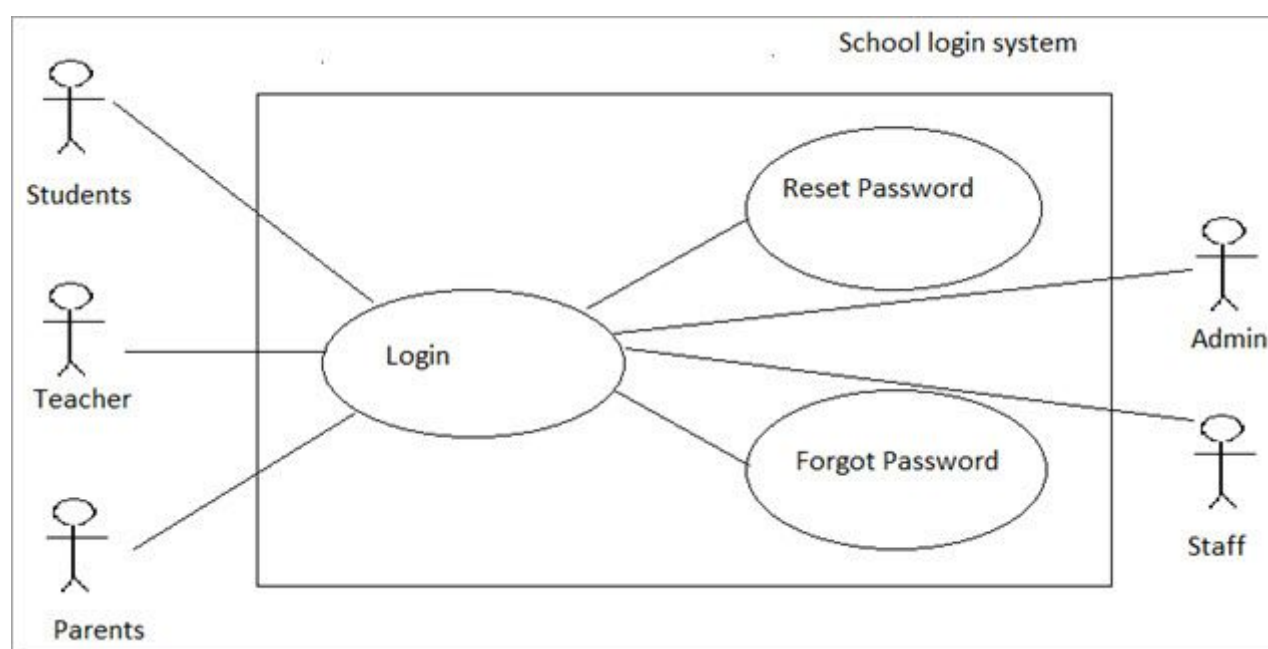 School login system
Students
Reset Password
Admin
Login
Teacher
Forgot Password
Staff
Parents